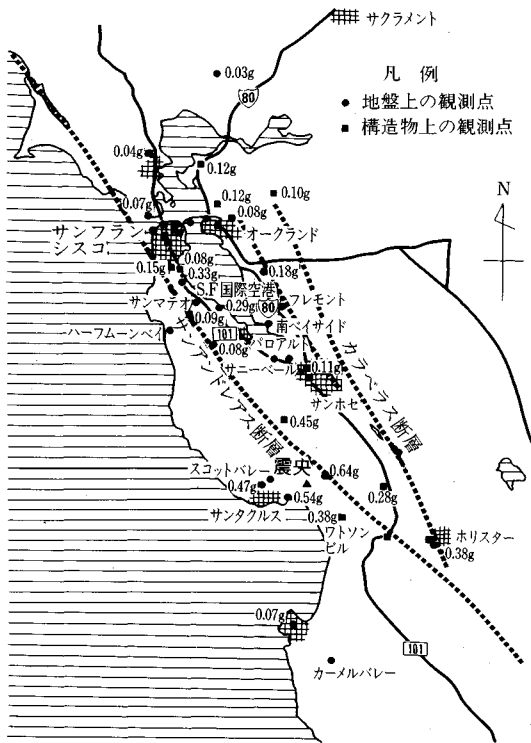 サクラメント
凡 例
● 地盤上の観測点
■ 構造物上の観測点
N
0.03g
80
0.04g
0.12g
0.12g
0.10g
0.07g
0.08g
サンフラン
シスコ
オークランド
0.08g
0.15g
0.33g
0.18g
S.F国際空港
フレモント
サンマテオ
0.29g
80
0.09g
南ベイサイド
ハーフムーンベイ
101
パロアルト
0.08g
サニーベール
0.11g
サンホセ
カラベラス断層
サンアンドレアス断層
0.45g
スコットバレー
震央
0.64g
0.47g
0.54g
0.28g
サンタクルス
0.38g
ワトソン
ビル
ホリスター
0.38g
0.07g
101
カーメルバレー